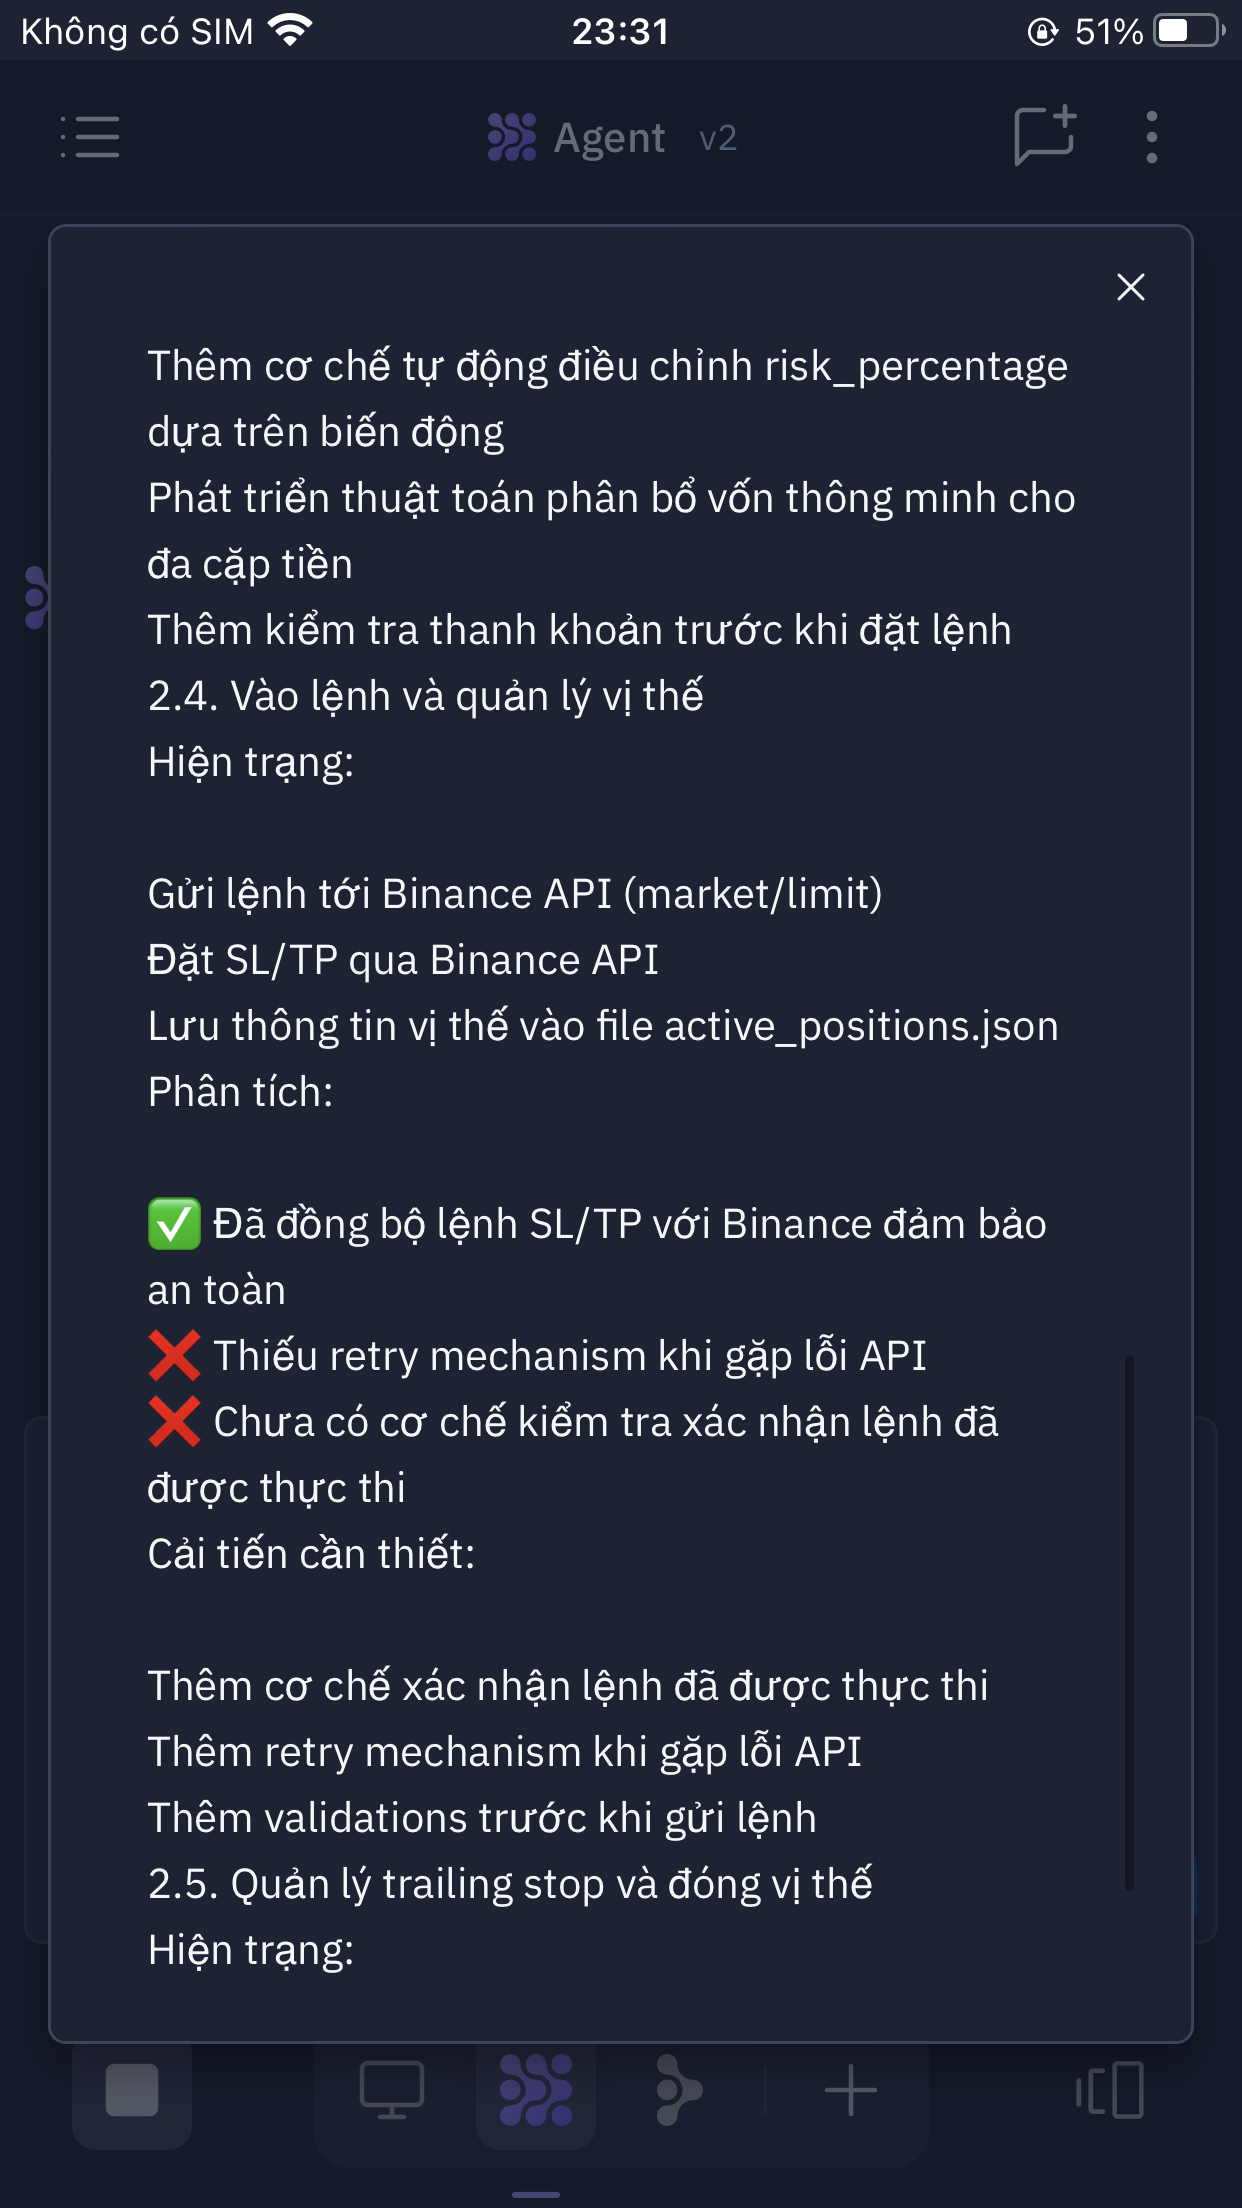 Không có SIM 23:31 51%
Agent v2
Thêm cơ chế tự động điều chỉnh risk_percentage
dựa trên biến động
Phát triển thuật toán phân bổ vốn thông minh cho
đa cặp tiền
Thêm kiểm tra thanh khoản trước khi đặt lệnh
2.4. Vào lệnh và quản lý vị thế
Hiện trạng:
Gửi lệnh tới Binance API (market/limit)
Đặt SL/TP qua Binance API
Lưu thông tin vị thế vào file active_positions.json
Phân tích:
✅ Đã đồng bộ lệnh SL/TP với Binance đảm bảo
an toàn
❌ Thiếu retry mechanism khi gặp lỗi API
❌ Chưa có cơ chế kiểm tra xác nhận lệnh đã
được thực thi
Cải tiến cần thiết:
Thêm cơ chế xác nhận lệnh đã được thực thi
Thêm retry mechanism khi gặp lỗi API
Thêm validations trước khi gửi lệnh
2.5. Quản lý trailing stop và đóng vị thế
Hiện trạng: